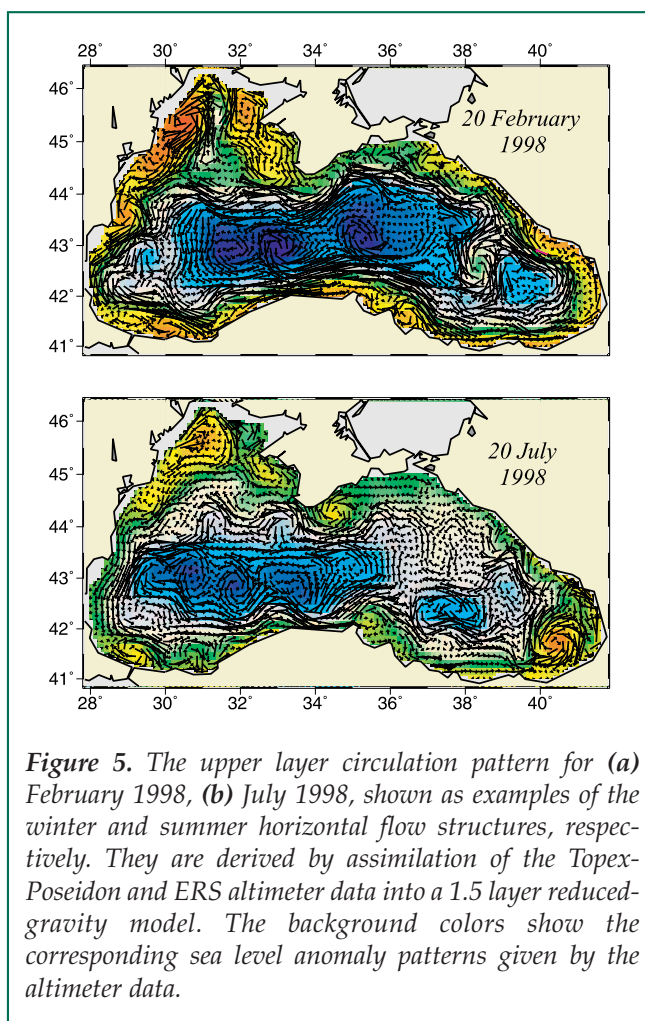 28° 30° 32° 34° 36° 38° 40°
46°
45°
44°
43°
42°
41°
20 February
1998
46°
45°
44°
43°
42°
41°
20 July
1998
28° 30° 32° 34° 36° 38° 40°
Figure 5. The upper layer circulation pattern for (a)
February 1998, (b) July 1998, shown as examples of the
winter and summer horizontal flow structures, respec-
tively. They are derived by assimilation of the Topex-
Poseidon and ERS altimeter data into a 1.5 layer reduced-
gravity model. The background colors show the
corresponding sea level anomaly patterns given by the
altimeter data.